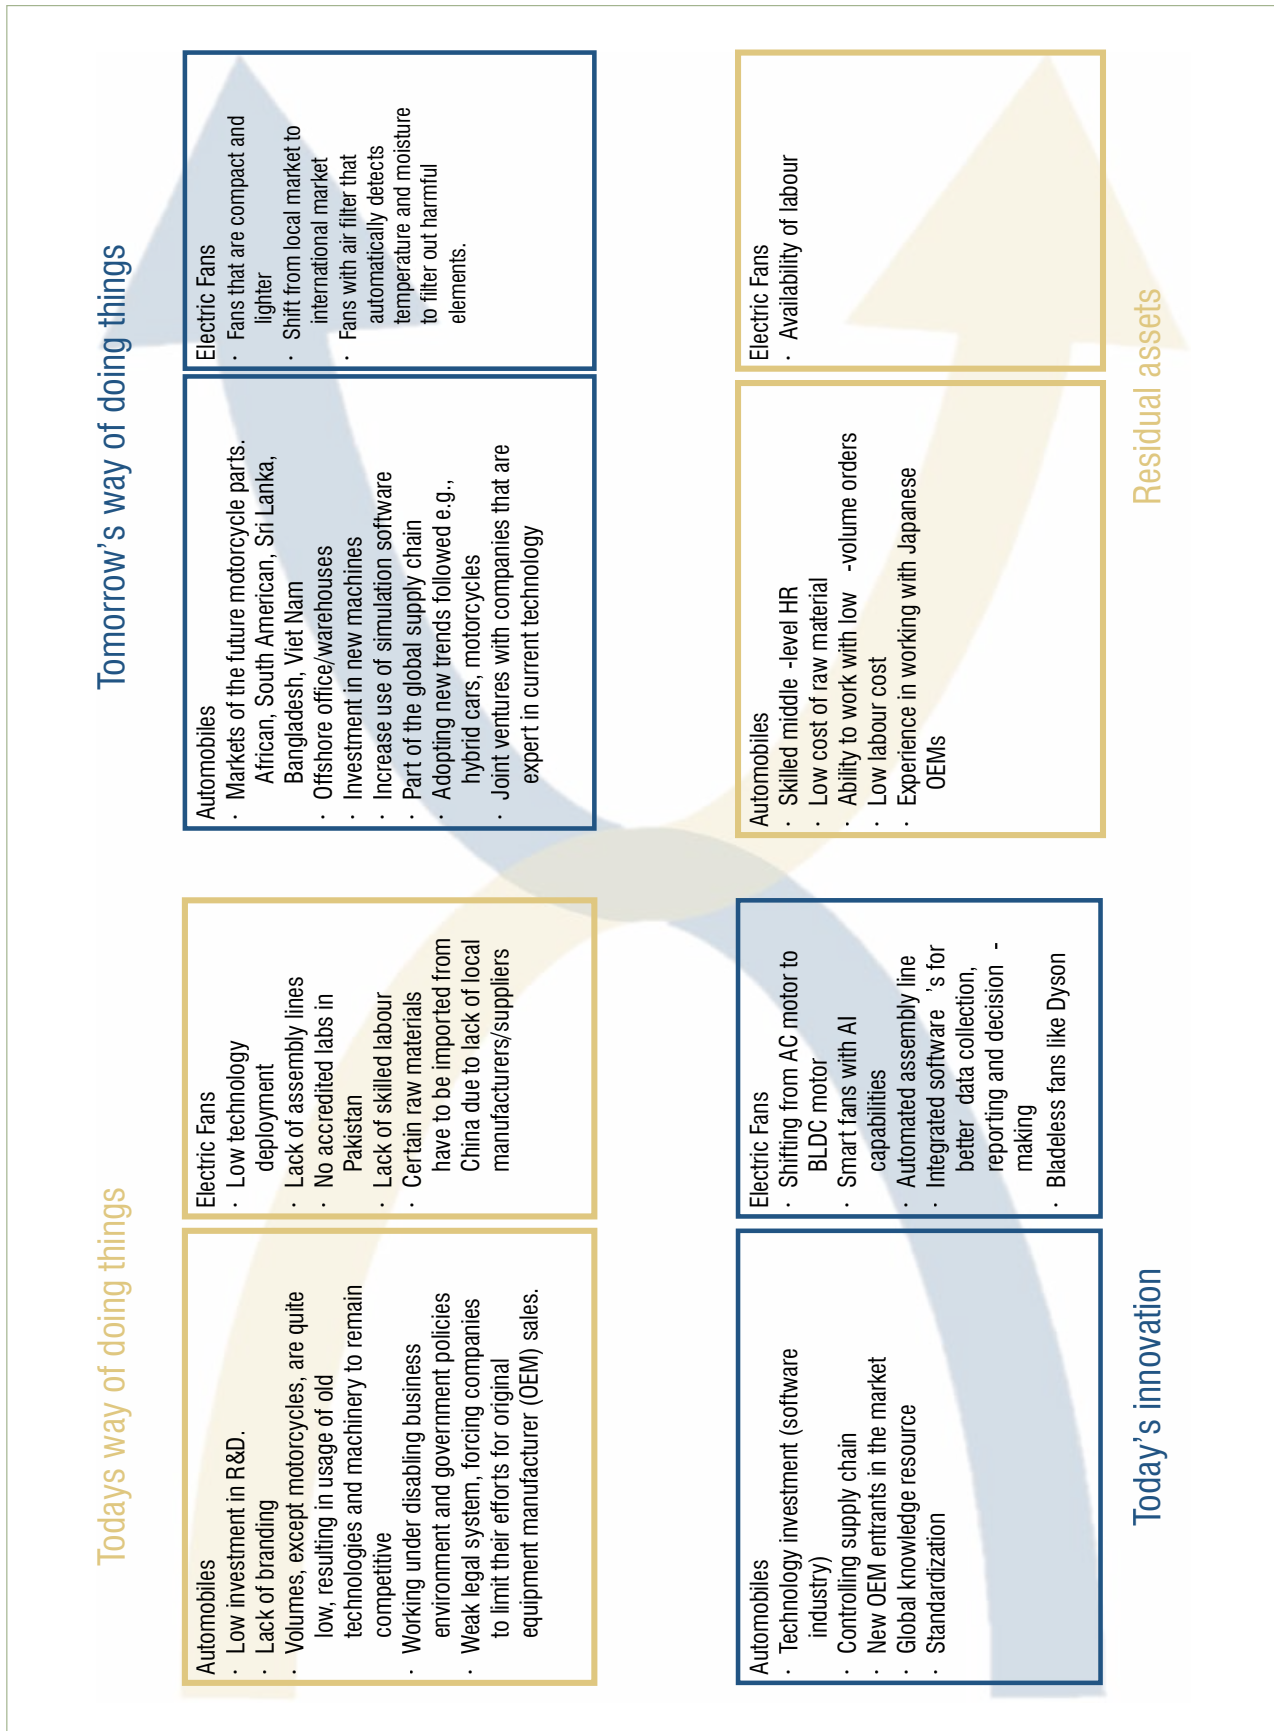 Todays way of doing things
Automobiles
· Low investment in R&D.
· Lack of branding
· Volumes, except motorcycles, are quite
low, resulting in usage of old
technologies and machinery to remain
competitive
· Working under disabling business
environment and government policies
· Weak legal system, forcing companies
to limit their efforts for original
equipment manufacturer (OEM) sales.
Electric Fans
· Low technology
deployment
· Lack of assembly lines
· No accredited labs in
Pakistan
· Lack of skilled labour
· Certain raw materials
have to be imported from
China due to lack of local
manufacturers/suppliers
Tomorrow's way of doing things
Automobiles
· Markets of the future motorcycle parts.
African, South American, Sri Lanka,
Bangladesh, Viet Nam
· Offshore office/warehouses
· Investment in new machines
· Increase use of simulation software
· Part of the global supply chain
· Adopting new trends followed e.g.,
hybrid cars, motorcycles
· Joint ventures with companies that are
expert in current technology
Electric Fans
· Fans that are compact and
lighter
· Shift from local market to
international market
· Fans with air filter that
automatically detects
temperature and moisture
to filter out harmful
elements.
Automobiles
· Technology investment (software
industry)
· Controlling supply chain
· New OEM entrants in the market
· Global knowledge resource
· Standardization
Electric Fans
· Shifting from AC motor to
BLDC motor
· Smart fans with AI
capabilities
· Automated assembly line
· Integrated software 's for
better data collection,
reporting and decision -
making
· Bladeless fans like Dyson
Today's innovation
Automobiles
· Skilled middle -level HR
· Low cost of raw material
· Ability to work with low -volume orders
· Low labour cost
· Experience in working with Japanese
OEMs
Electric Fans
· Availability of labour
Residual assets